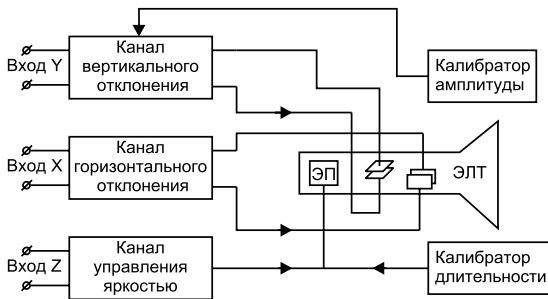 Вход Y
Канал
вертикального
отклонения
Калибратор
амплитуды
Вход X
Канал
горизонтального
отклонения
ЭП
ЭЛТ
Вход Z
Канал
управления
яркостью
Калибратор
длительности